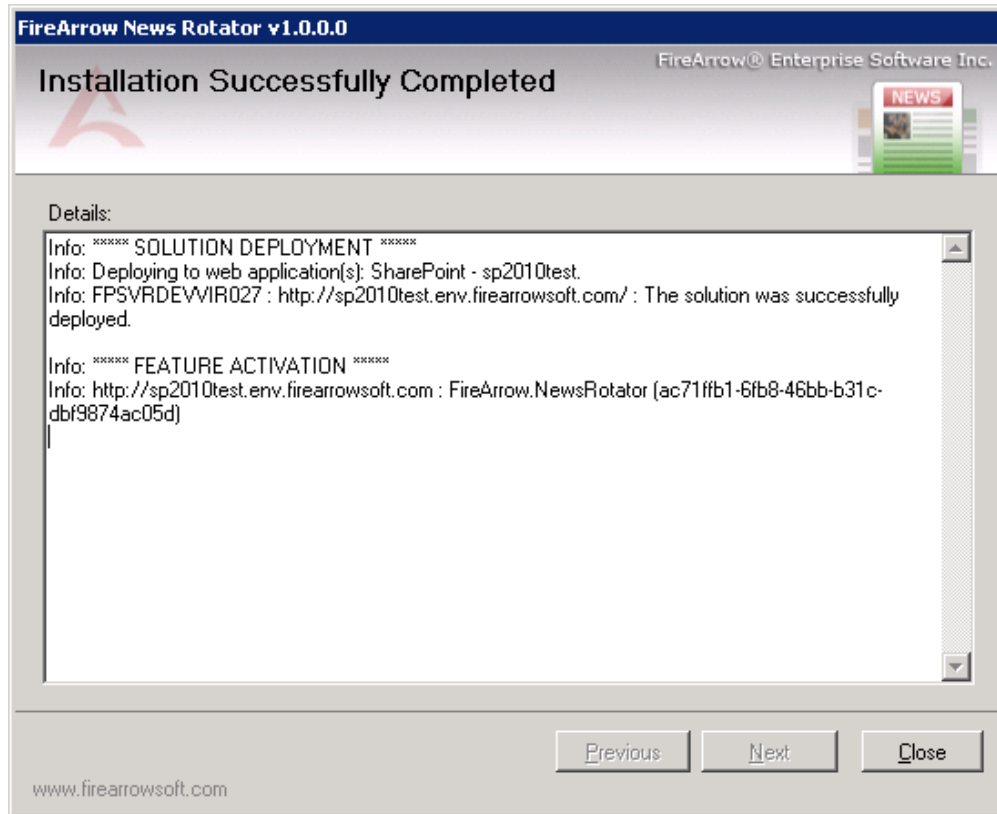 FireArrow News Rotator v1.0.0.0
FireArrow® Enterprise Software Inc.
Installation Successfully Completed
NEWS
Details:
Info: ***** SOLUTION DEPLOYMENT *****
Info: Deploying to web application(s): SharePoint - sp2010test.
Info: FPSVRDEVVIR027 : http://sp2010test.env.firearrowsoft.com/ : The solution was successfully
deployed.
Info: ***** FEATURE ACTIVATION *****
Info: http://sp2010test.env.firearrowsoft.com : FireArrow.NewsRotator (ac71ffb1-6fb8-46bb-b31c-
dbf9874ac05d)
Previous
Next
Close
www.firearrowsoft.com